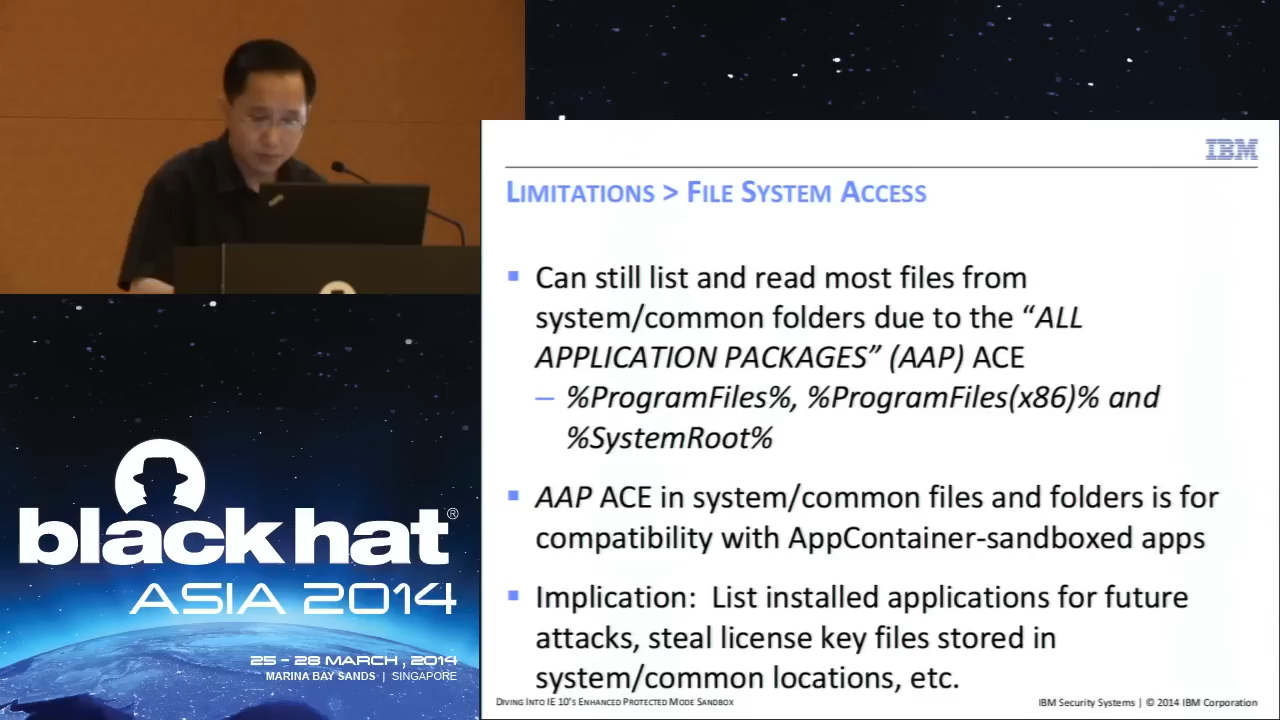 IBM
LIMITATIONS > FILE SYSTEM ACCESS
Can still list and read most files from
system/common folders due to the “ALL
APPLICATION PACKAGES” (AAP) ACE
– %ProgramFiles%, %ProgramFiles(x86)% and
%SystemRoot%
AAP ACE in system/common files and folders is for
compatibility with AppContainer-sandboxed apps
Implication: List installed applications for future
attacks, steal license key files stored in
system/common locations, etc.
DIVING INTO IE 10'S ENHANCED PROTECTED MODE SANDBOX
IBM Security Systems | © 2014 IBM Corporation
black hat®
ASIA 2014
25 - 28 MARCH, 2014
MARINA BAY SANDS | SINGAPORE